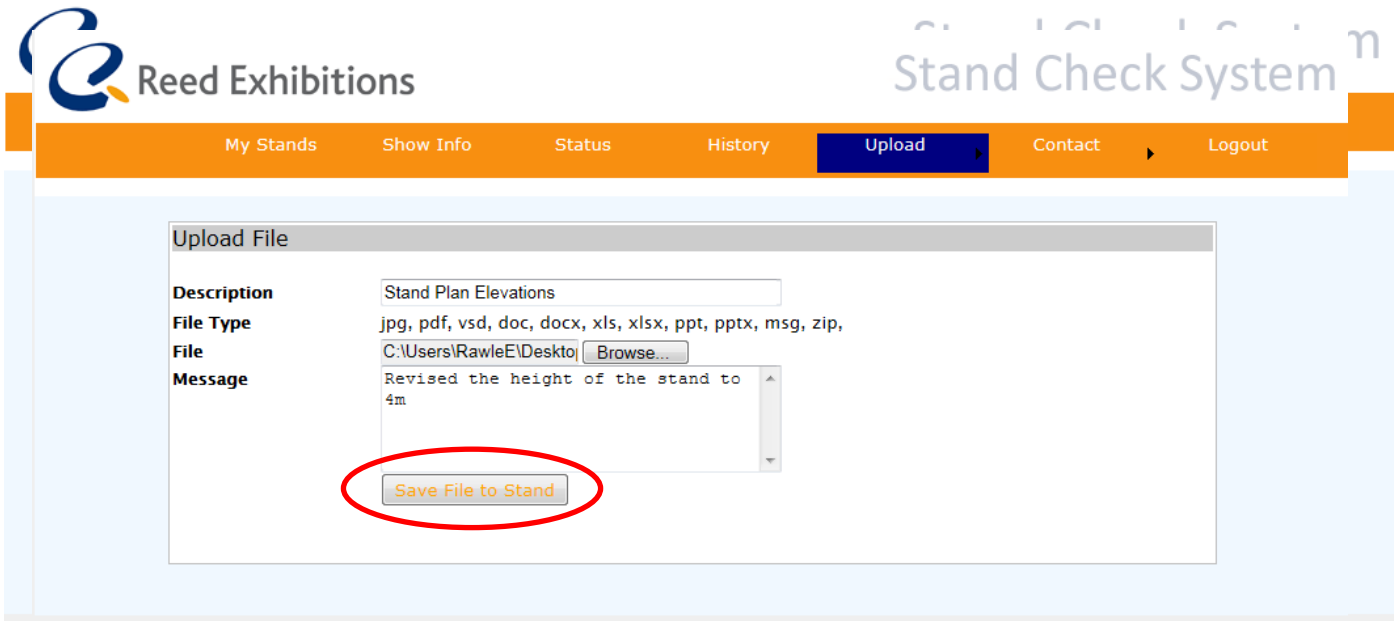 Reed Exhibitions
Stand Check System
My Stands Show Info Status History Upload Contact Logout
Upload File
Description Stand Plan Elevations
File Type jpg, pdf, vsd, doc, docx, xls, xlsx, ppt, pptx, msg, zip,
File C:\Users\RawleE\Desktop Browse...
Message Revised the height of the stand to
4m
Save File to Stand